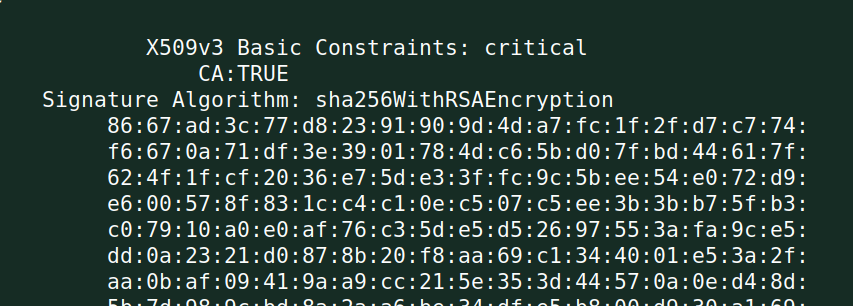 X509v3 Basic Constraints: critical
CA:TRUE
Signature Algorithm: sha256WithRSAEncryption
86:67:ad:3c:77:d8:23:91:90:9d:4d:a7:fc:1f:2f:d7:c7:74:
f6:67:0a:71:df:3e:39:01:78:4d:c6:5b:d0:7f:bd:44:61:7f:
62:4f:1f:cf:20:36:e7:5d:e3:3f:fc:9c:5b:ee:54:e0:72:d9:
e6:00:57:8f:83:1c:c4:c1:0e:c5:07:c5:ee:3b:3b:b7:5f:b3:
c0:79:10:a0:e0:af:76:c3:5d:e5:d5:26:97:55:3a:fa:9c:e5:
dd:0a:23:21:d0:87:8b:20:f8:aa:69:c1:34:40:01:e5:3a:2f:
aa:0b:af:09:41:9a:a9:cc:21:5e:35:3d:44:57:0a:0e:d4:8d: